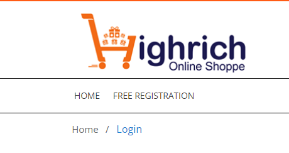 Highrich
Online Shoppe
HOME FREE REGISTRATION
Home / Login